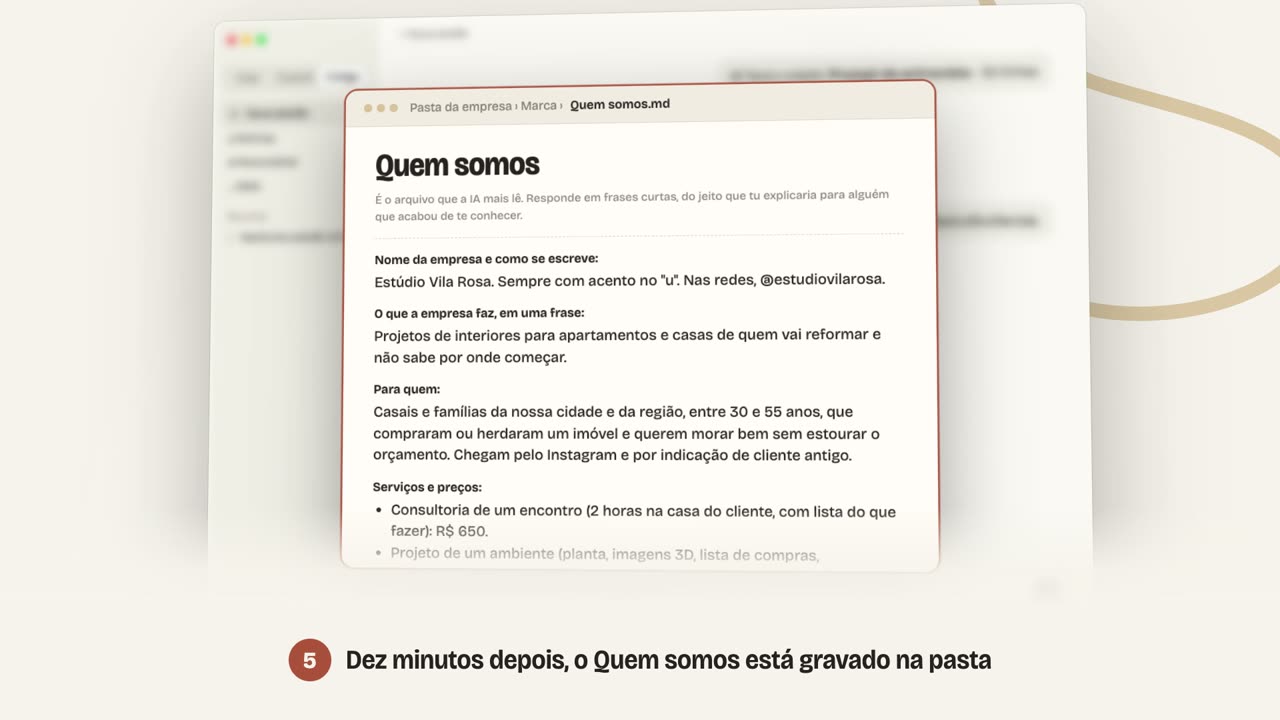 Pasta da empresa › Marca › Quem somos.md
Quem somos
É o arquivo que a IA mais lê. Responde em frases curtas, do jeito que tu explicaria para alguém
que acabou de te conhecer.
Nome da empresa e como se escreve:
Estúdio Vila Rosa. Sempre com acento no "u". Nas redes, @estudiovilarosa.
O que a empresa faz, em uma frase:
Projetos de interiores para apartamentos e casas de quem vai reformar e
não sabe por onde começar.
Para quem:
Casais e famílias da nossa cidade e da região, entre 30 e 55 anos, que
compraram ou herdaram um imóvel e querem morar bem sem estourar o
orçamento. Chegam pelo Instagram e por indicação de cliente antigo.
Serviços e preços:
• Consultoria de um encontro (2 horas na casa do cliente, com lista do que
fazer): R$ 650.
• Projeto de um ambiente (planta, imagens 3D, lista de compras,
5 Dez minutos depois, o Quem somos está gravado na pasta